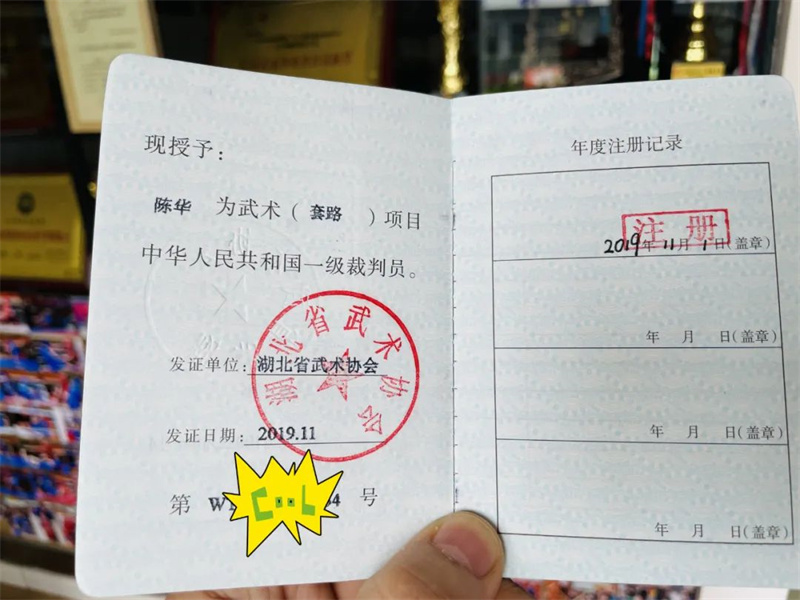 现授予：
陈华 为武术（套路）项目
中华人民共和国一级裁判员。
湖北省武术协会
发证单位：湖北省武术协会
发证日期：2019.11
第 W
Cool
4 号
年度注册记录
注册
2019年11月1日(盖章)
年 月 日(盖章)
年 月 日(盖章)
年 月 日(盖章)